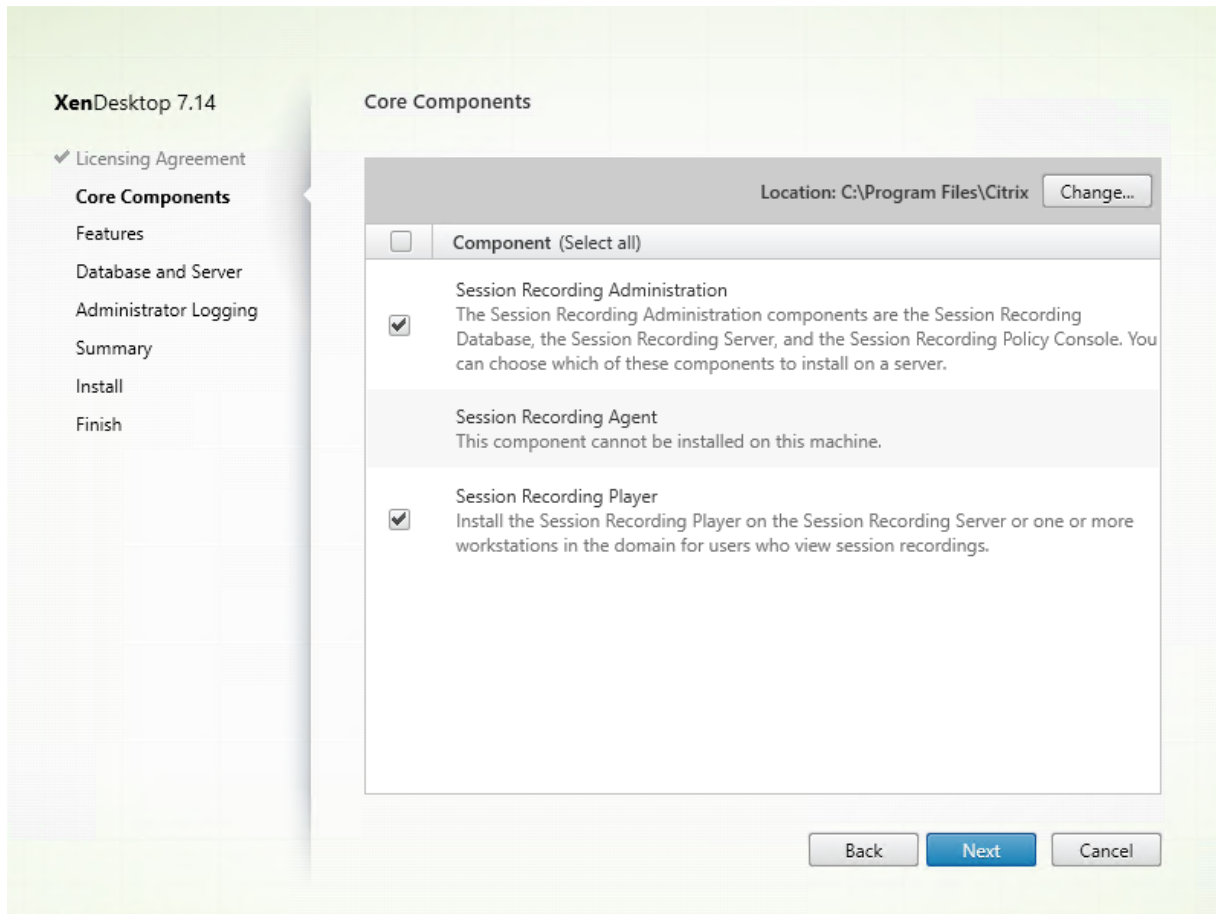 XenDesktop 7.14
Licensing Agreement
Core Components
Features
Database and Server
Administrator Logging
Summary
Install
Finish
Core Components
Location: C:\Program Files\Citrix
Change...
Component (Select all)
Session Recording Administration
The Session Recording Administration components are the Session Recording
Database, the Session Recording Server, and the Session Recording Policy Console. You
can choose which of these components to install on a server.
Session Recording Agent
This component cannot be installed on this machine.
Session Recording Player
Install the Session Recording Player on the Session Recording Server or one or more
workstations in the domain for users who view session recordings.
Back
Next
Cancel